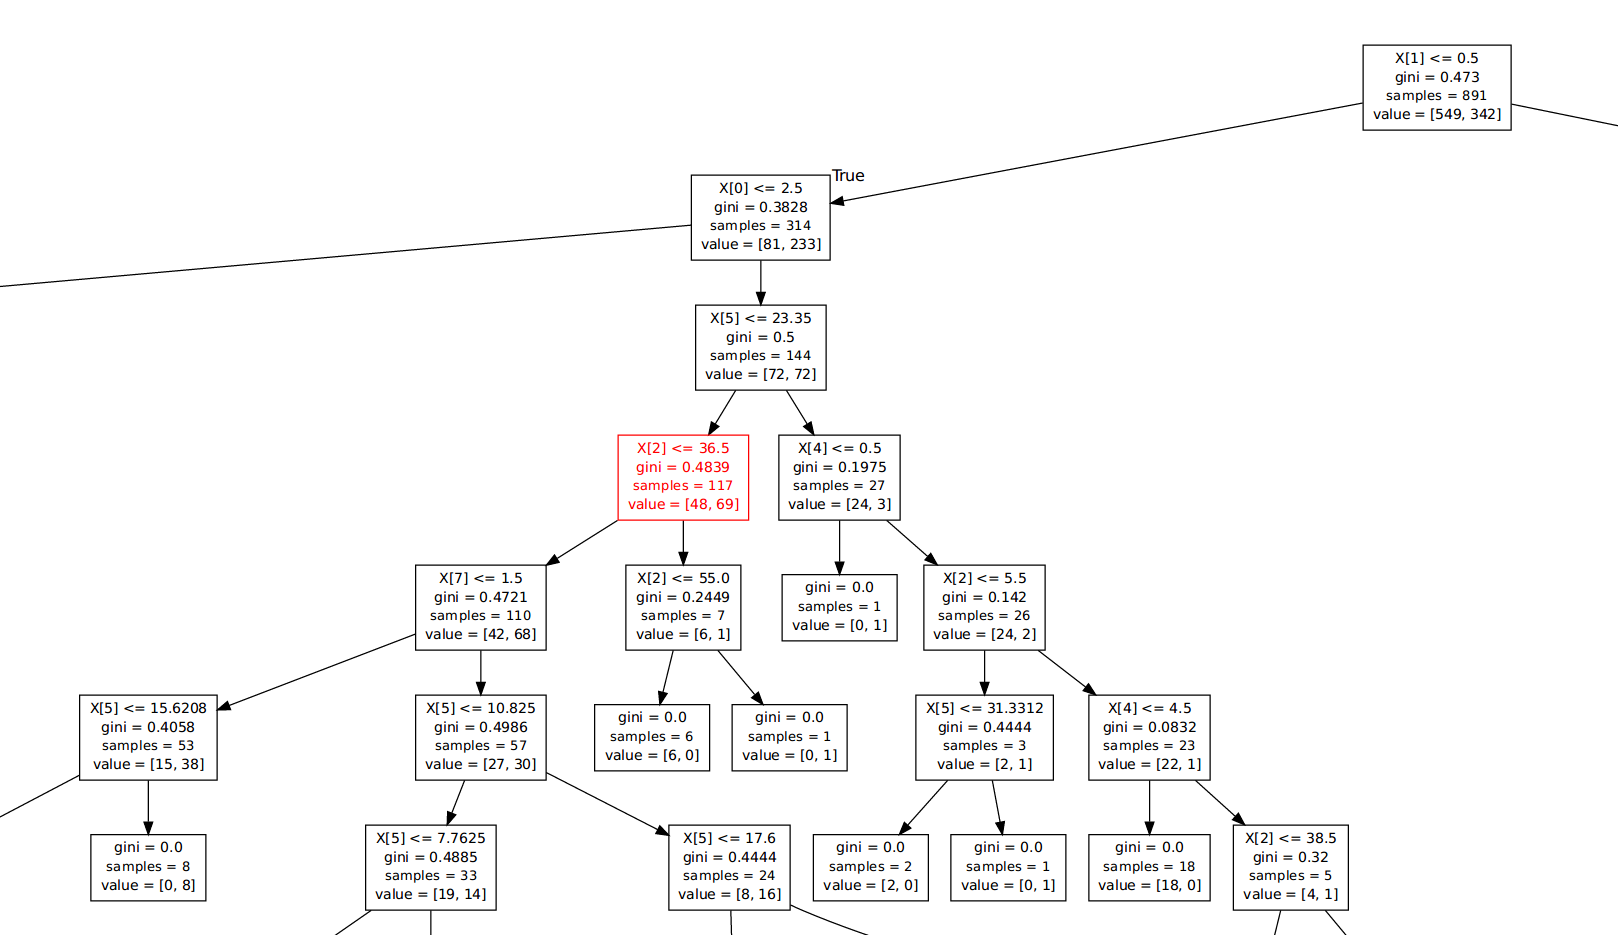 X[1] <= 0.5
gini = 0.473
samples = 891
value = [549, 342]
True
X[0] <= 2.5
gini = 0.3828
samples = 314
value = [81, 233]
X[5] <= 23.35
gini = 0.5
samples = 144
value = [72, 72]
X[2] <= 36.5
gini = 0.4839
samples = 117
value = [48, 69]
X[4] <= 0.5
gini = 0.1975
samples = 27
value = [24, 3]
X[7] <= 1.5
gini = 0.4721
samples = 110
value = [42, 68]
X[2] <= 55.0
gini = 0.2449
samples = 7
value = [6, 1]
gini = 0.0
samples = 1
value = [0, 1]
X[2] <= 5.5
gini = 0.142
samples = 26
value = [24, 2]
X[5] <= 15.6208
gini = 0.4058
samples = 53
value = [15, 38]
X[5] <= 10.825
gini = 0.4986
samples = 57
value = [27, 30]
gini = 0.0
samples = 6
value = [6, 0]
gini = 0.0
samples = 1
value = [0, 1]
X[5] <= 31.3312
gini = 0.4444
samples = 3
value = [2, 1]
X[4] <= 4.5
gini = 0.0832
samples = 23
value = [22, 1]
gini = 0.0
samples = 8
value = [0, 8]
X[5] <= 7.7625
gini = 0.4885
samples = 33
value = [19, 14]
X[5] <= 17.6
gini = 0.4444
samples = 24
value = [8, 16]
gini = 0.0
samples = 2
value = [2, 0]
gini = 0.0
samples = 1
value = [0, 1]
gini = 0.0
samples = 18
value = [18, 0]
X[2] <= 38.5
gini = 0.32
samples = 5
value = [4, 1]